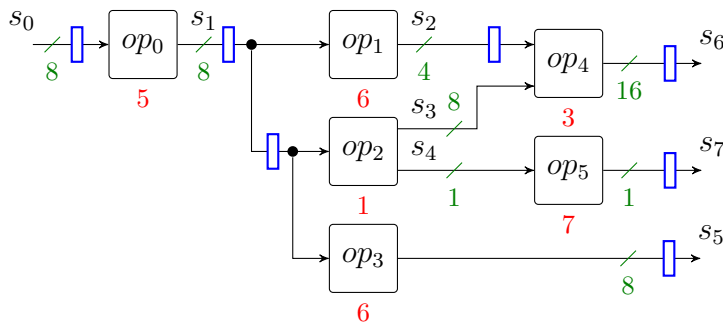 s₀ 8 op₀ 5 s₁ 8 op₁ 6 s₂ 4 op₄ 3 16 s₆
op₂ 1 s₃ 8
s₄ 1 op₅ 7 1 s₇
op₃ 6 8 s₅